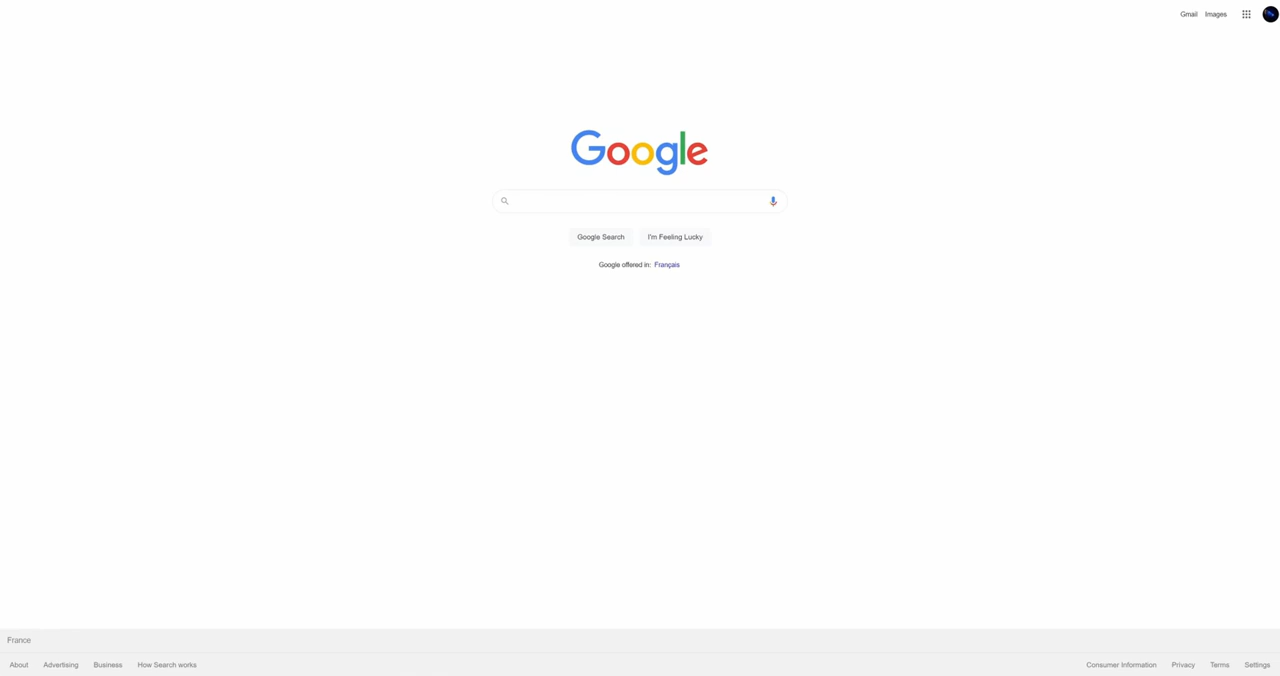 Gmail Images
Google
Google Search I'm Feeling Lucky
Google offered in: Français
France
About Advertising Business How Search works Consumer Information Privacy Terms Settings